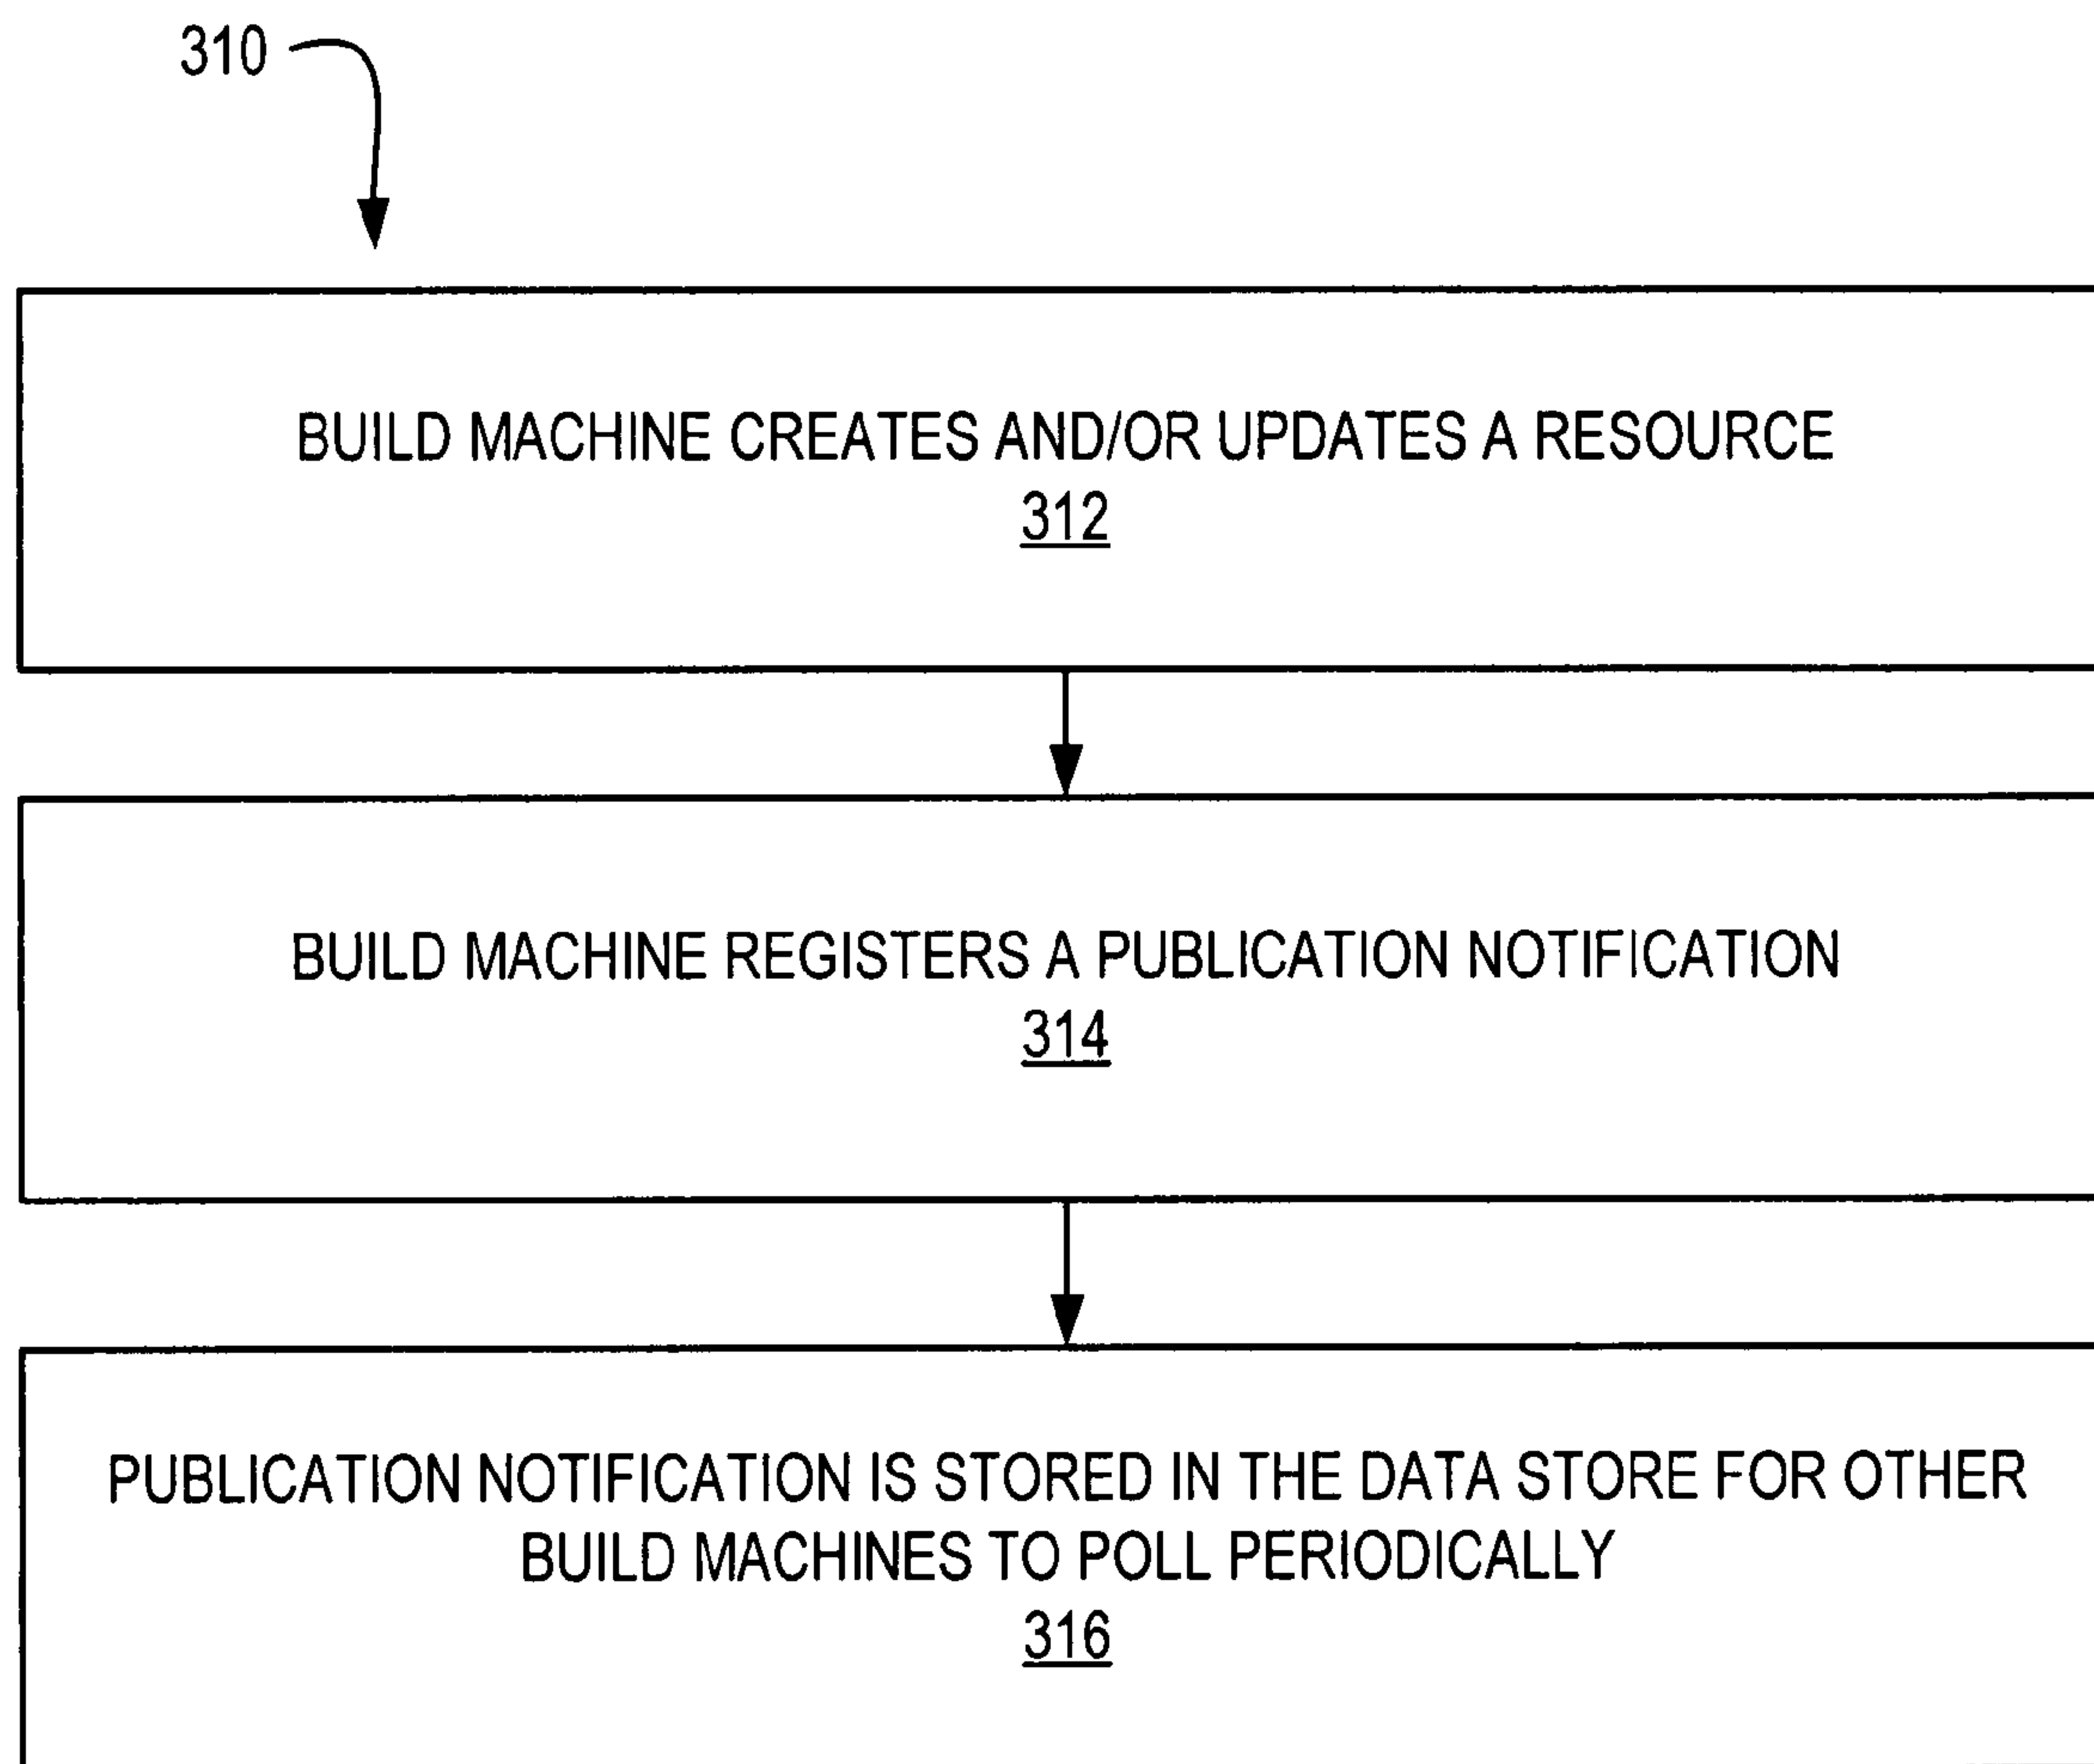 310
BUILD MACHINE CREATES AND/OR UPDATES A RESOURCE
312
BUILD MACHINE REGISTERS A PUBLICATION NOTIFICATION
314
PUBLICATION NOTIFICATION IS STORED IN THE DATA STORE FOR OTHER
BUILD MACHINES TO POLL PERIODICALLY
316